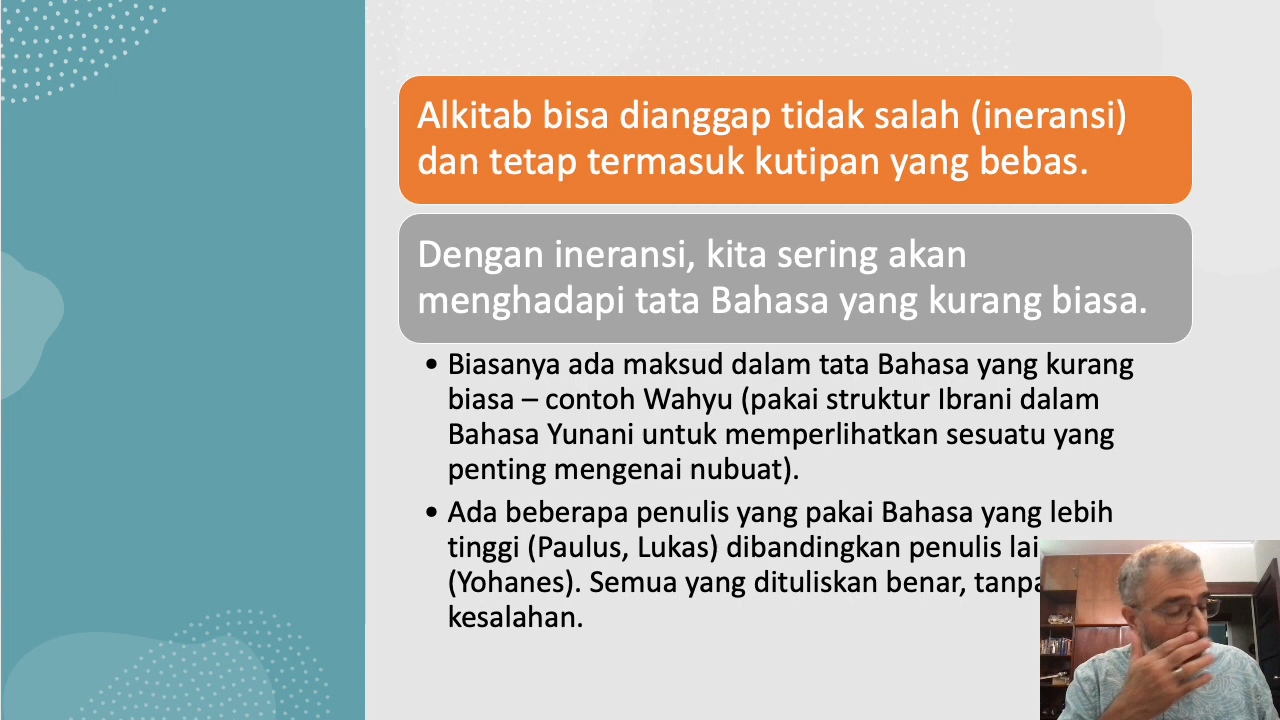 Alkitab bisa dianggap tidak salah (ineransi)
dan tetap termasuk kutipan yang bebas.
Dengan ineransi, kita sering akan
menghadapi tata Bahasa yang kurang biasa.
• Biasanya ada maksud dalam tata Bahasa yang kurang
biasa – contoh Wahyu (pakai struktur Ibrani dalam
Bahasa Yunani untuk memperlihatkan sesuatu yang
penting mengenai nubuat).
• Ada beberapa penulis yang pakai Bahasa yang lebih
tinggi (Paulus, Lukas) dibandingkan penulis lai
(Yohanes). Semua yang dituliskan benar, tanpa
kesalahan.